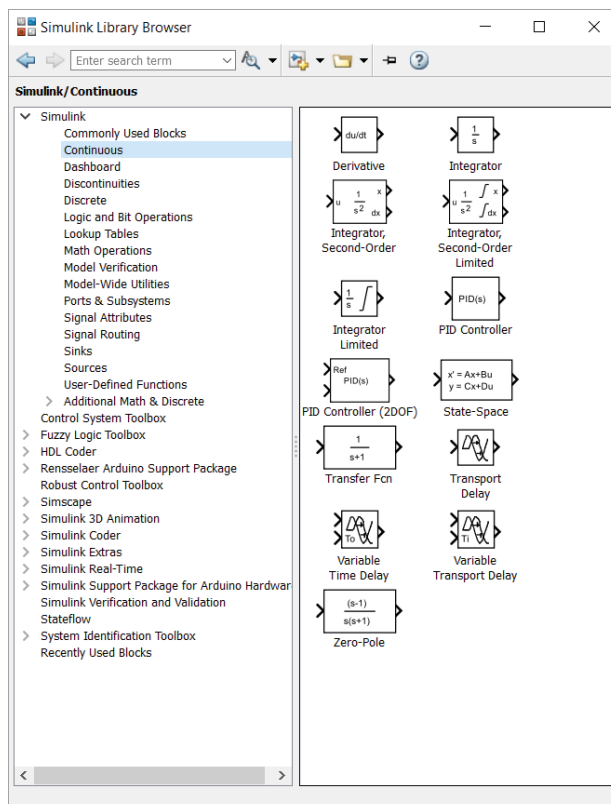 Simulink Library Browser
Enter search term
Simulink/Continuous
Simulink
Commonly Used Blocks
Continuous
Dashboard
Discontinuities
Discrete
Logic and Bit Operations
Lookup Tables
Math Operations
Model Verification
Model-Wide Utilities
Ports & Subsystems
Signal Attributes
Signal Routing
Sinks
Sources
User-Defined Functions
Additional Math & Discrete
Control System Toolbox
Fuzzy Logic Toolbox
HDL Coder
Rensselaer Arduino Support Package
Robust Control Toolbox
Simscape
Simulink 3D Animation
Simulink Coder
Simulink Extras
Simulink Real-Time
Simulink Support Package for Arduino Hardwar
Simulink Verification and Validation
Stateflow
System Identification Toolbox
Recently Used Blocks
du/dt
Derivative
1
s
Integrator
u 1 x
s² dx
Integrator,
Second-Order
u 1 ∫ x
s² ∫ dx
Integrator,
Second-Order
Limited
1 ∫
s
Integrator
Limited
PID(s)
PID Controller
Ref
PID(s)
PID Controller (2DOF)
x' = Ax+Bu
y = Cx+Du
State-Space
1
s+1
Transfer Fcn
Transport
Delay
To
Variable
Time Delay
Ti
Variable
Transport Delay
(s-1)
s(s+1)
Zero-Pole